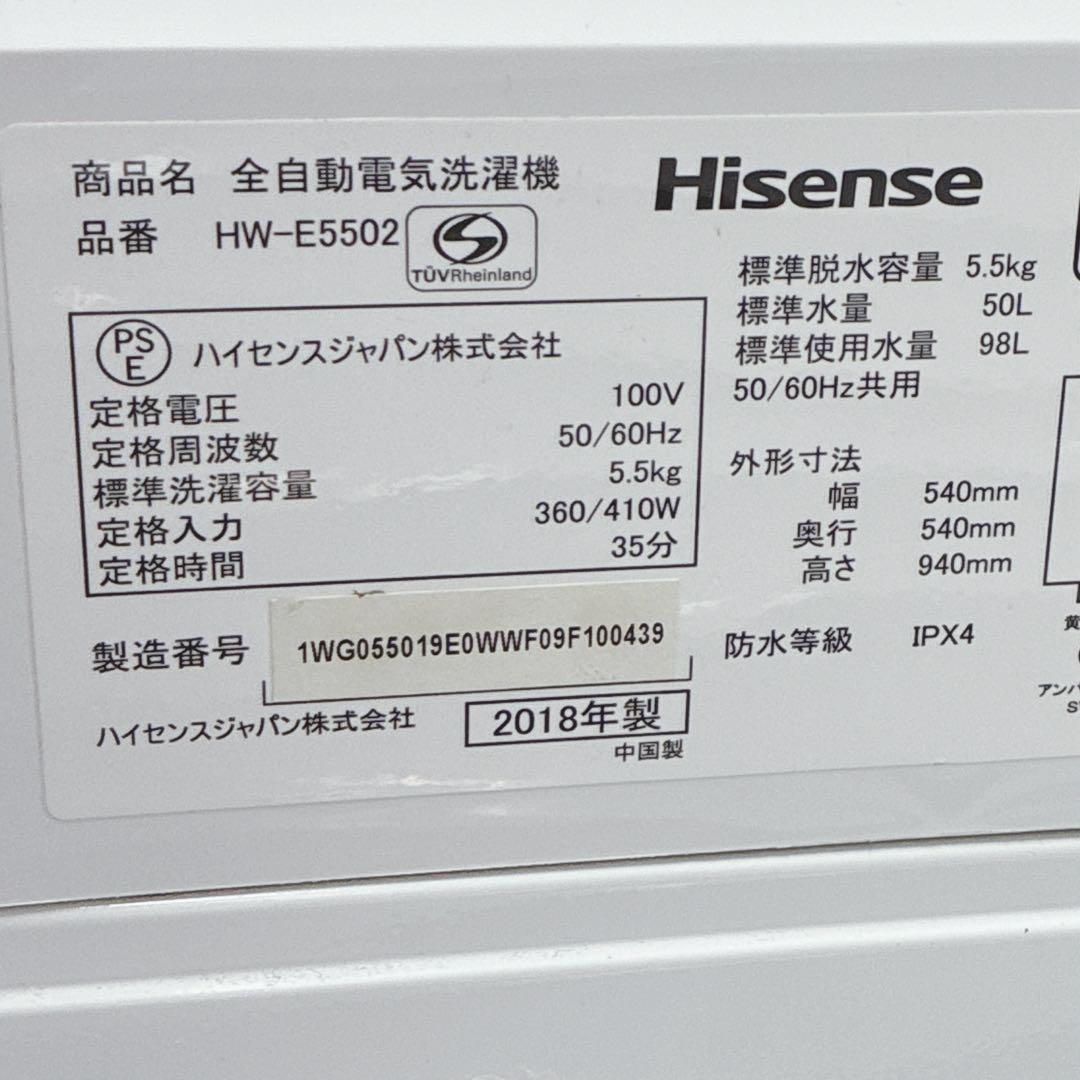 商品名 全自動電気洗濯機
品番 HW-E5502
TÜVRheinland
Hisense
標準脱水容量 5.5kg
標準水量 50L
標準使用水量 98L
50/60Hz共用
PS
E
ハイセンスジャパン株式会社
定格電圧 100V
定格周波数 50/60Hz
標準洗濯容量 5.5kg
定格入力 360/410W
定格時間 35分
外形寸法
幅 540mm
奥行 540mm
高さ 940mm
製造番号 1WG055019E0WWF09F100439
防水等級 IPX4
ハイセンスジャパン株式会社
2018年製
中国製
黄
アンバ